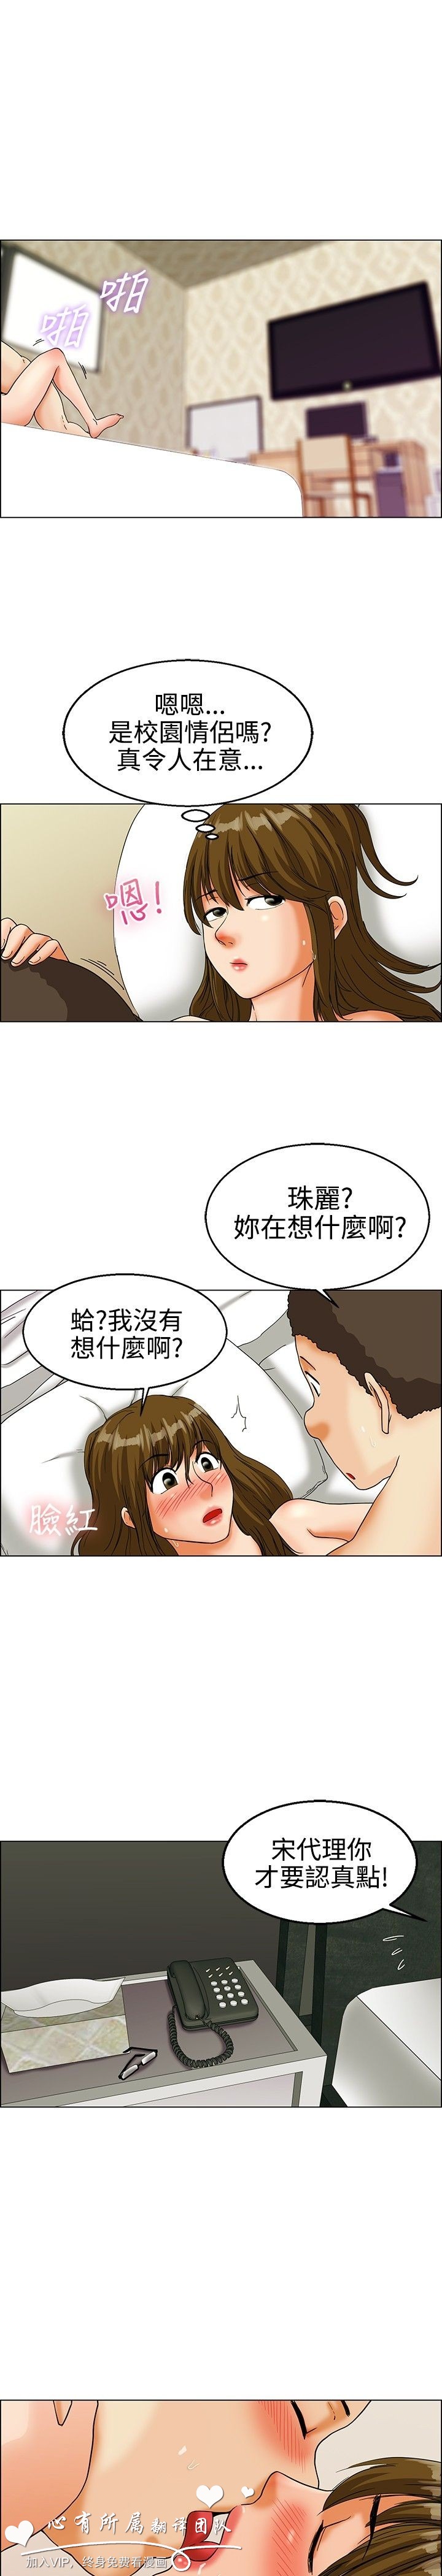 啪
啪
嗯嗯...
是校園情侶嗎?
真令人在意...
嗯!
珠麗?
妳在想什麼啊?
蛤?我沒有
想什麼啊?
臉紅
宋代理你
才要認真點!
心有所属翻译团队
加入VIP，终身免费看漫画